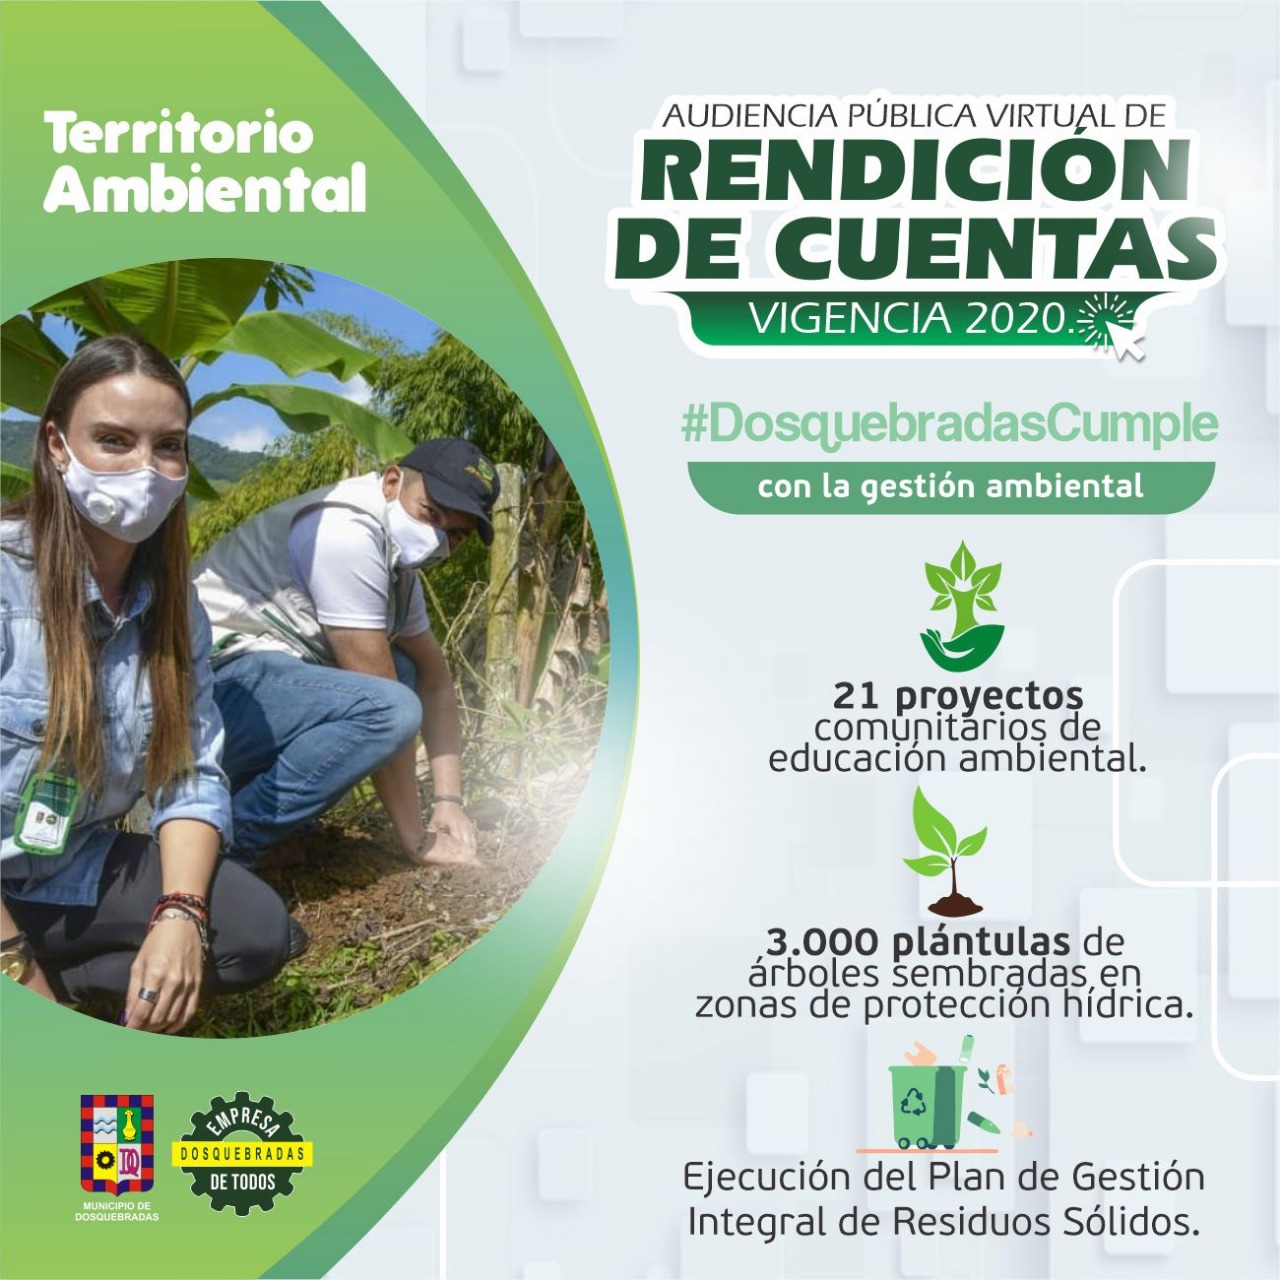 Territorio
Ambiental
AUDIENCIA PÚBLICA VIRTUAL DE
RENDICIÓN
DE CUENTAS
VIGENCIA 2020.
#DosquebradasCumple
con la gestión ambiental
21 proyectos
comunitarios de
educación ambiental.
3.000 plántulas de
árboles sembradas en
zonas de protección hídrica.
Ejecución del Plan de Gestión
Integral de Residuos Sólidos.
MUNICIPIO DE
DOSQUEBRADAS
EMPRESA
DOSQUEBRADAS
DE TODOS